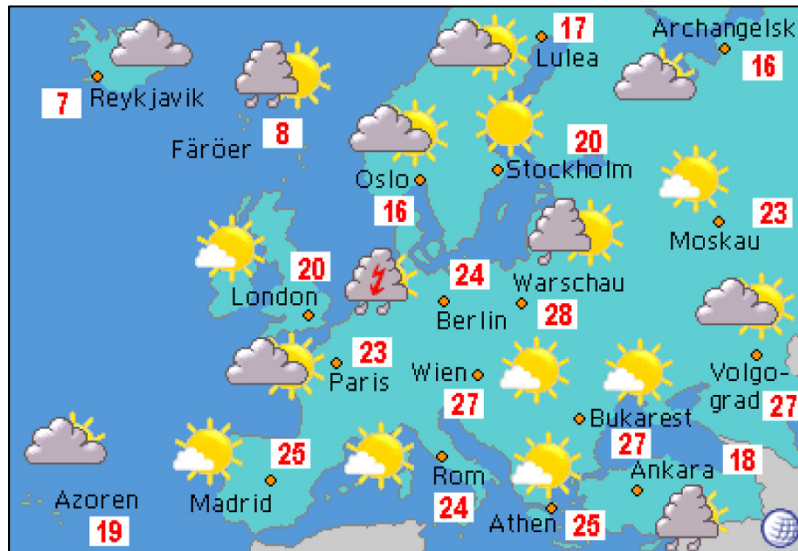 17
Lulea
Archangelsk
16
7
Reykjavik
8
Färöer
Oslo
16
20
Stockholm
23
Moskau
20
London
24
Berlin
Warschau
28
23
Paris
Wien
27
Volgo-
grad
27
Bukarest
27
25
Madrid
Rom
24
Ankara
18
Azoren
19
Athen
25